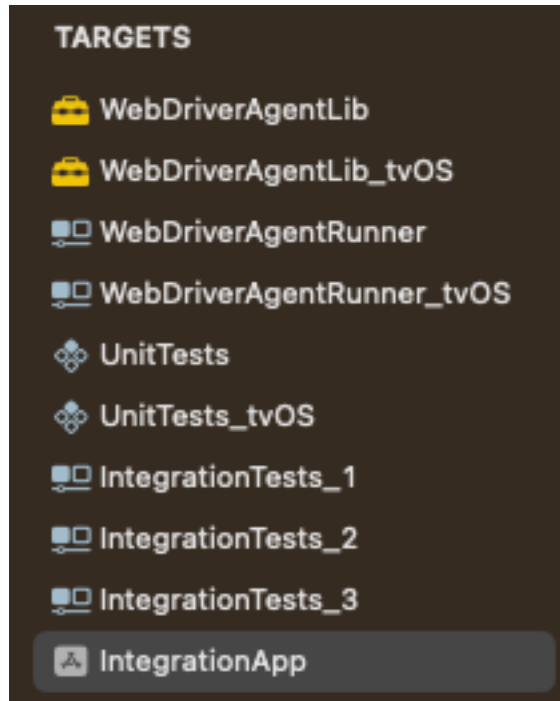 TARGETS
WebDriverAgentLib
WebDriverAgentLib_tvOS
WebDriverAgentRunner
WebDriverAgentRunner_tvOS
UnitTests
UnitTests_tvOS
IntegrationTests_1
IntegrationTests_2
IntegrationTests_3
IntegrationApp